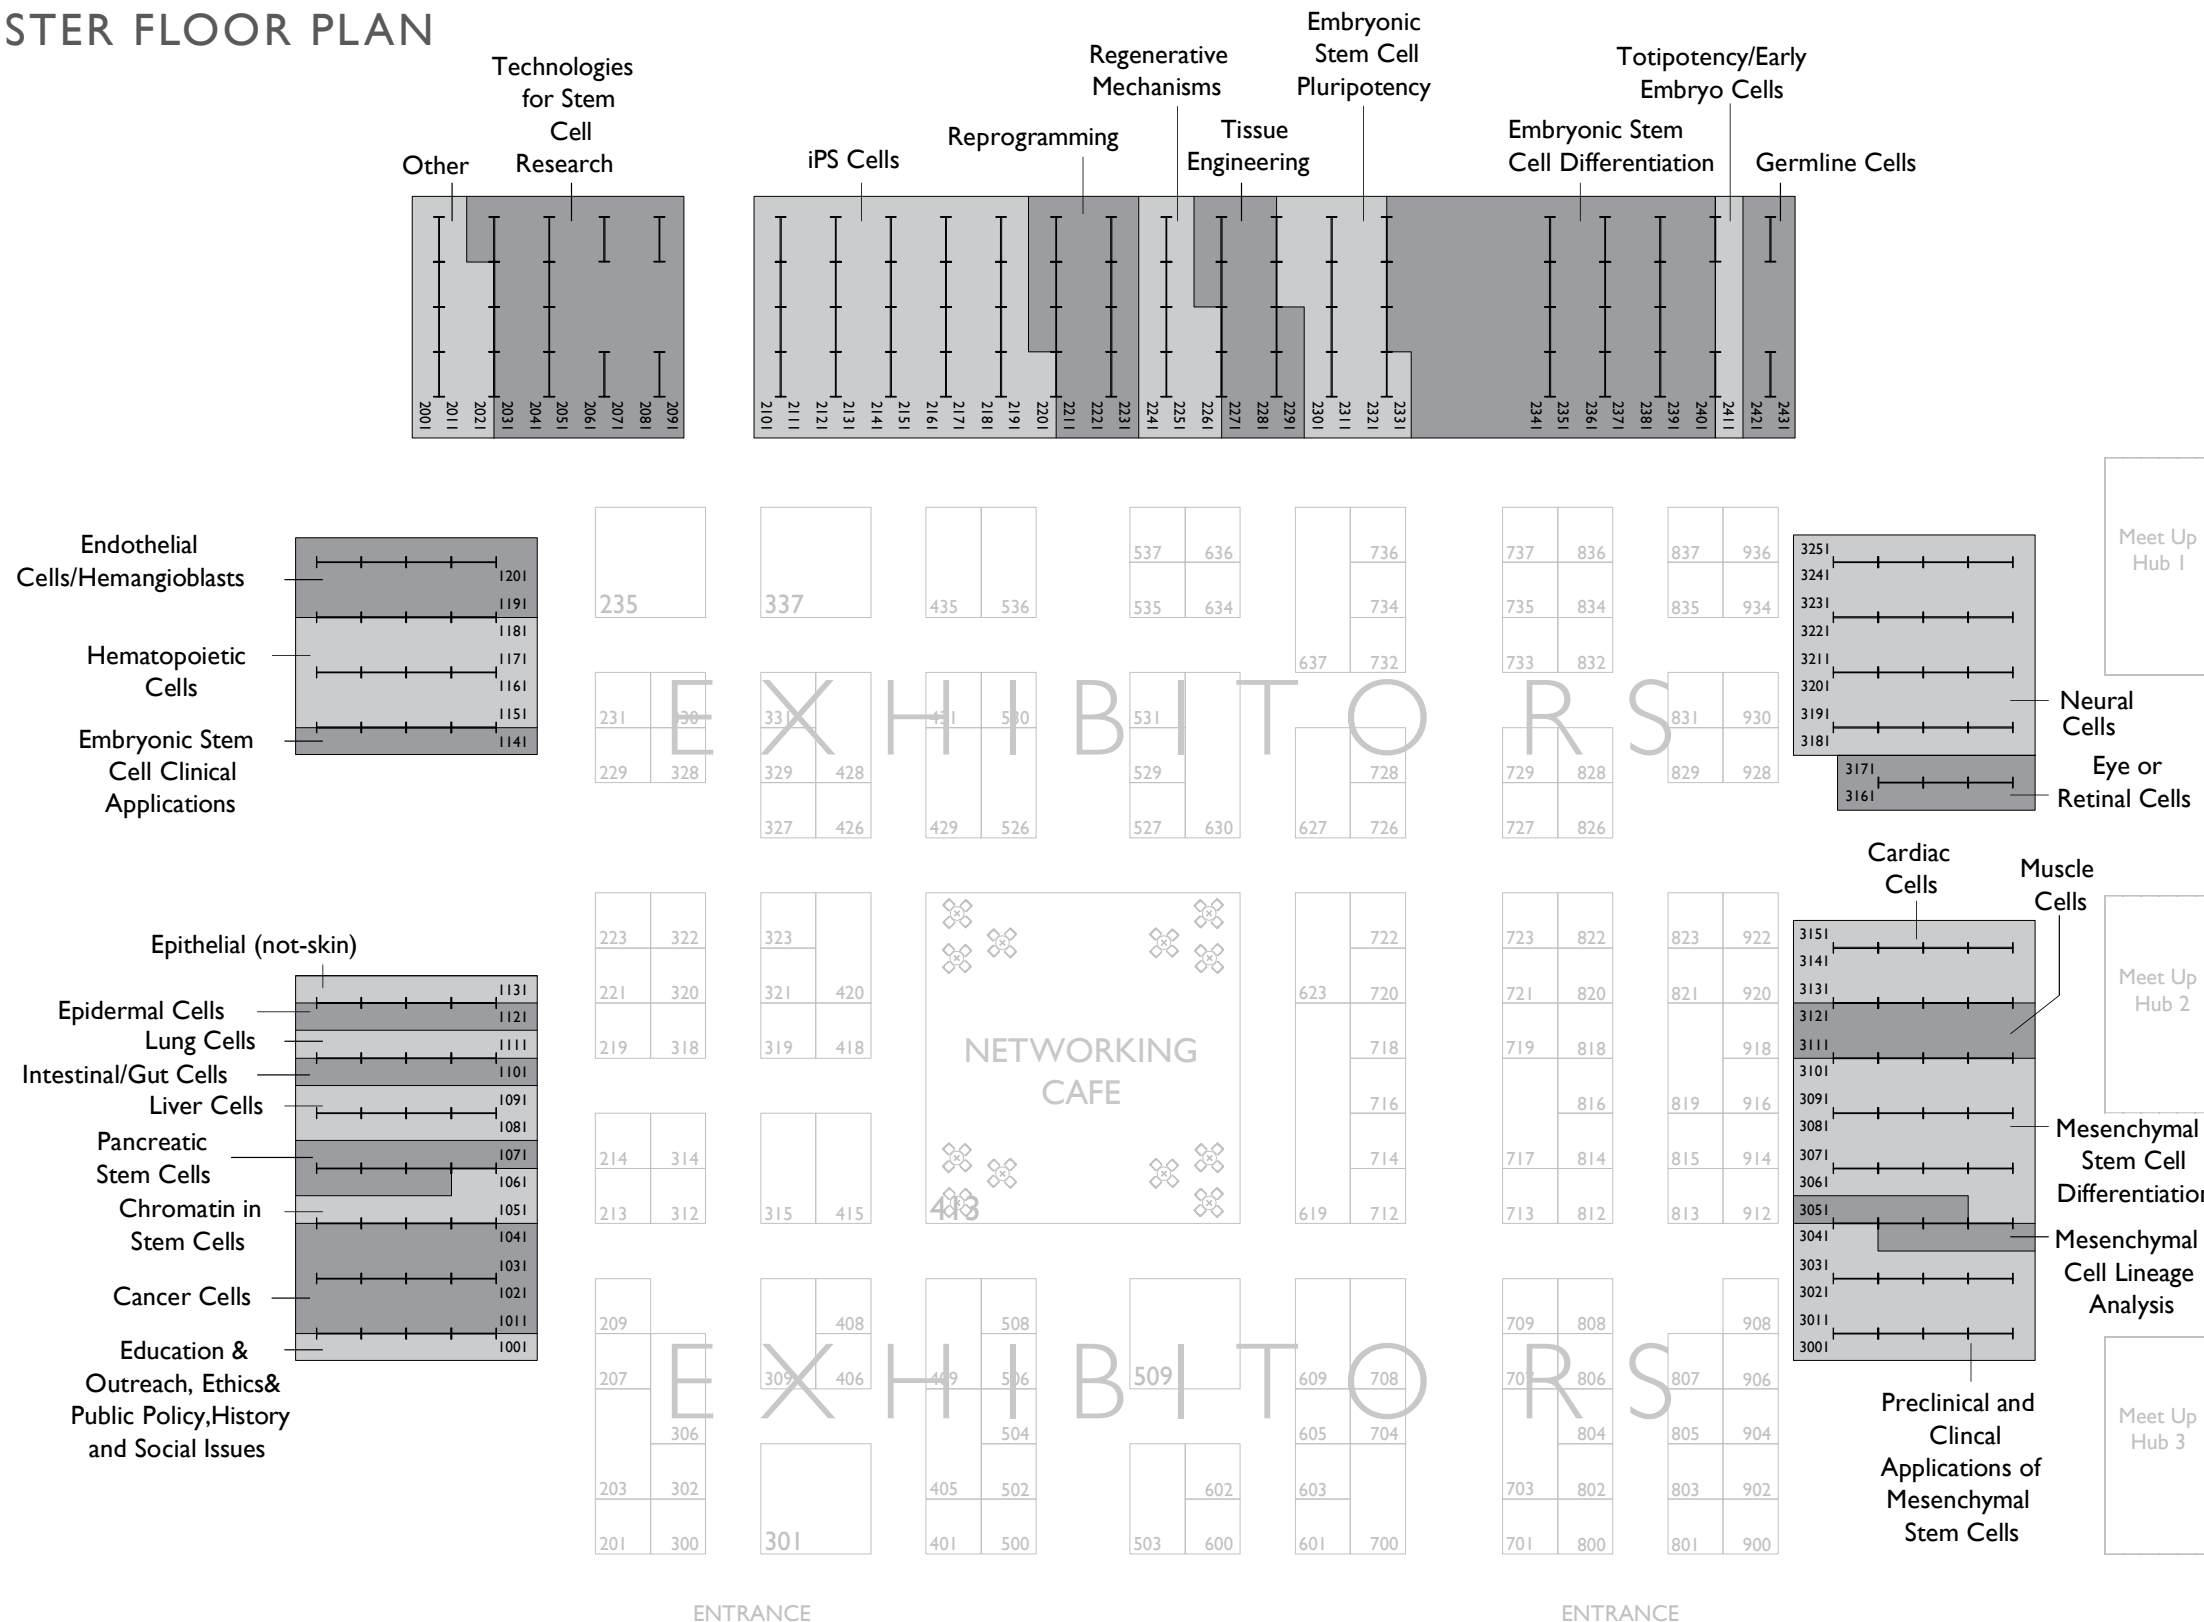 STER FLOOR PLAN
Technologies
for Stem
Cell
Research
Other
iPS Cells
Reprogramming
Regenerative
Mechanisms
Tissue
Engineering
Embryonic
Stem Cell
Pluripotency
Embryonic Stem
Cell Differentiation
Totipotency/Early
Embryo Cells
Germline Cells
2001 2011 2021 2031 2041 2051 2061 2071 2081 2091
2101 2111 2121 2131 2141 2151 2161 2171 2181 2191 2201 2211 2221 2231 2241 2251 2261 2271 2281 2291 2301 2311 2321 2331 2341 2351 2361 2371 2381 2391 2401 2411 2421 2431
Endothelial
Cells/Hemangioblasts
Hematopoietic
Cells
Embryonic Stem
Cell Clinical
Applications
1201
1191
1181
1171
1161
1151
1141
Epithelial (not-skin)
Epidermal Cells
Lung Cells
Intestinal/Gut Cells
Liver Cells
Pancreatic
Stem Cells
Chromatin in
Stem Cells
Cancer Cells
Education &
Outreach, Ethics&
Public Policy,History
and Social Issues
1131
1121
1111
1101
1091
1081
1071
1061
1051
1041
1031
1021
1011
1001
537 636 736 737 836 837 936
235 337 435 536 535 634 734 735 834 835 934
637 732 733 832
EXHIBITORS
231 330 331 431 530 531 831 930
229 328 329 428 529 728 729 828 829 928
327 426 429 526 527 630 627 726 727 826
223 322 323 722 723 822 823 922
221 320 321 420 623 720 721 820 821 920
219 318 319 418 718 719 818 918
NETWORKING
CAFE
716 816 819 916
214 314 714 717 814 815 914
213 312 315 415 413 619 712 713 812 813 912
209 408 508 709 808 908
EXHIBITORS
207 309 406 409 506 509 609 708 707 806 807 906
306 504 605 704 804 805 904
203 302 405 502 602 603 703 802 803 902
201 300 301 401 500 503 600 601 700 701 800 801 900
3251
3241
3231
3221
3211
3201
3191
3181
3171
3161
Neural
Cells
Eye or
Retinal Cells
Cardiac
Cells
Muscle
Cells
3151
3141
3131
3121
3111
3101
3091
3081
3071
3061
3051
3041
3031
3021
3011
3001
Mesenchymal
Stem Cell
Differentiation
Mesenchymal
Cell Lineage
Analysis
Preclinical and
Clincal
Applications of
Mesenchymal
Stem Cells
Meet Up
Hub 1
Meet Up
Hub 2
Meet Up
Hub 3
ENTRANCE
ENTRANCE